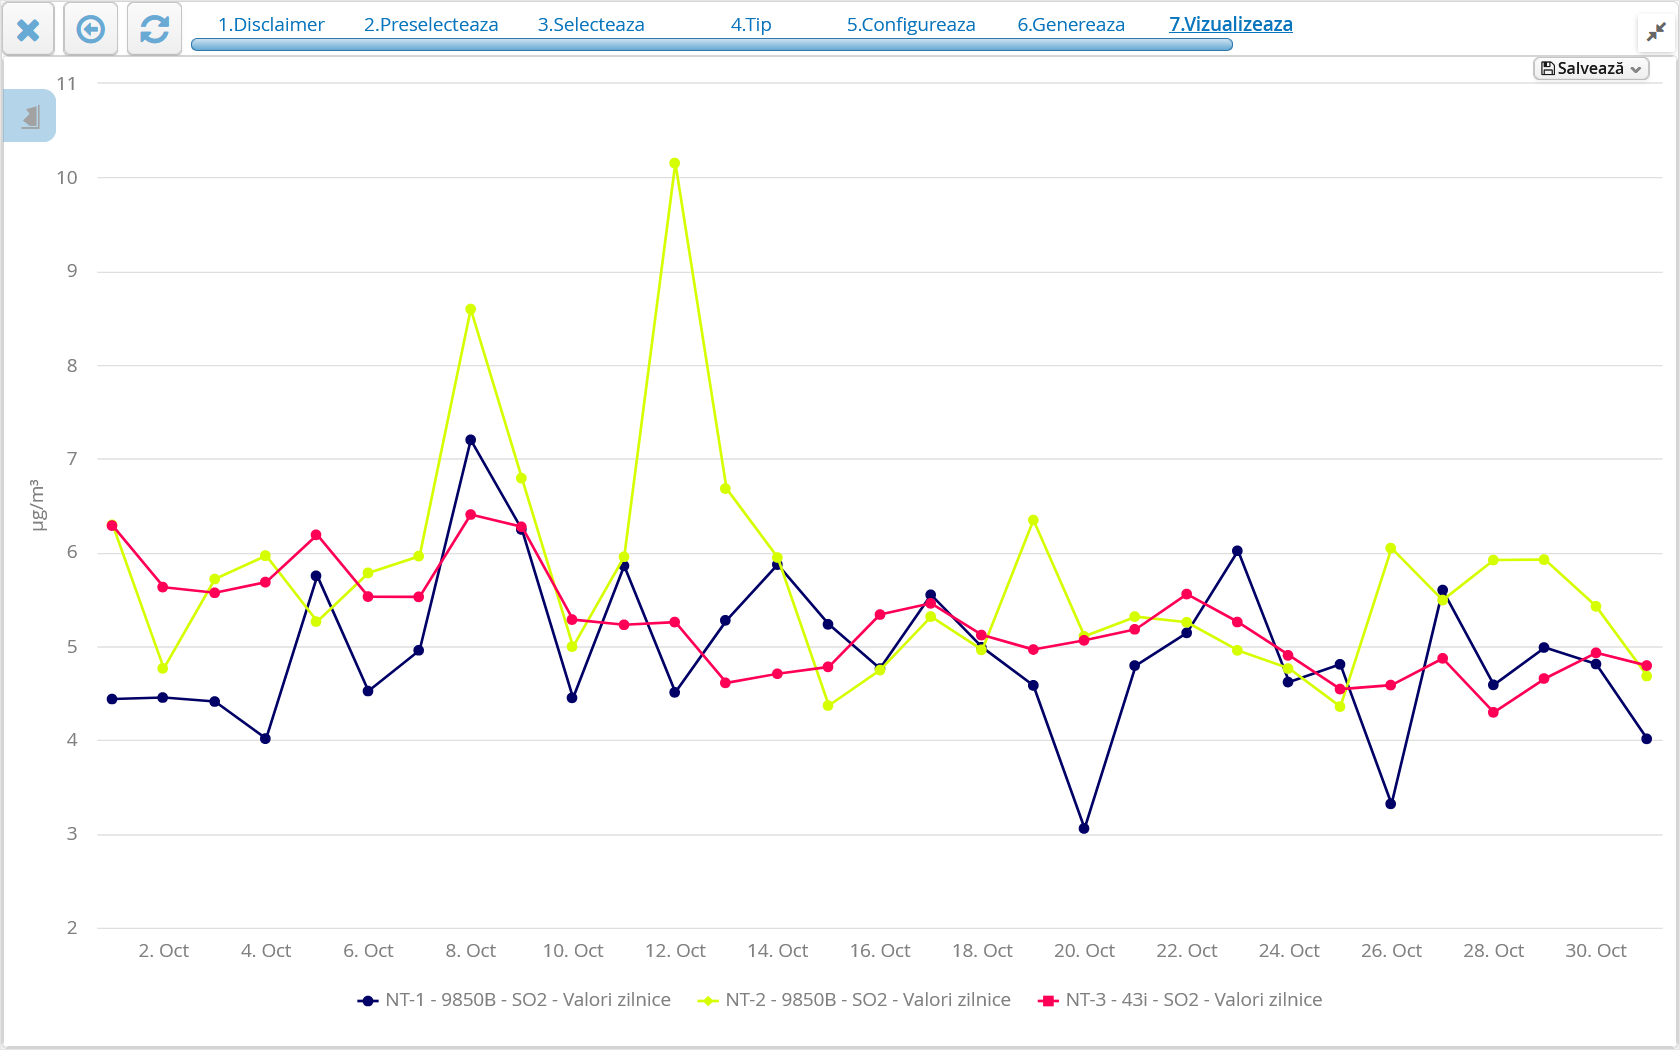 1.Disclaimer 2.Preselecteaza 3.Selecteaza 4.Tip 5.Configureaza 6.Genereaza 7.Vizualizeaza
Salvează
11
10
9
8
7
6
5
4
3
2
µg/m³
2. Oct 4. Oct 6. Oct 8. Oct 10. Oct 12. Oct 14. Oct 16. Oct 18. Oct 20. Oct 22. Oct 24. Oct 26. Oct 28. Oct 30. Oct
NT-1 - 9850B - SO2 - Valori zilnice NT-2 - 9850B - SO2 - Valori zilnice NT-3 - 43i - SO2 - Valori zilnice